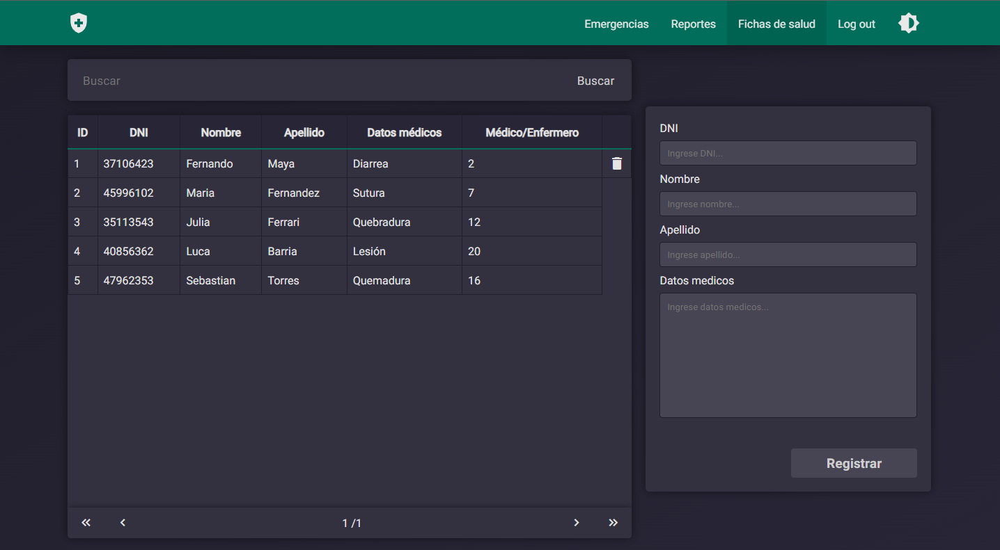 Emergencias Reportes Fichas de salud Log out
Buscar Buscar
ID DNI Nombre Apellido Datos médicos Médico/Enfermero
1 37106423 Fernando Maya Diarrea 2
2 45996102 Maria Fernandez Sutura 7
3 35113543 Julia Ferrari Quebradura 12
4 40856362 Luca Barria Lesión 20
5 47962353 Sebastian Torres Quemadura 16
1 /1
DNI
Ingrese DNI...
Nombre
Ingrese nombre...
Apellido
Ingrese apellido...
Datos medicos
Ingrese datos medicos...
Registrar